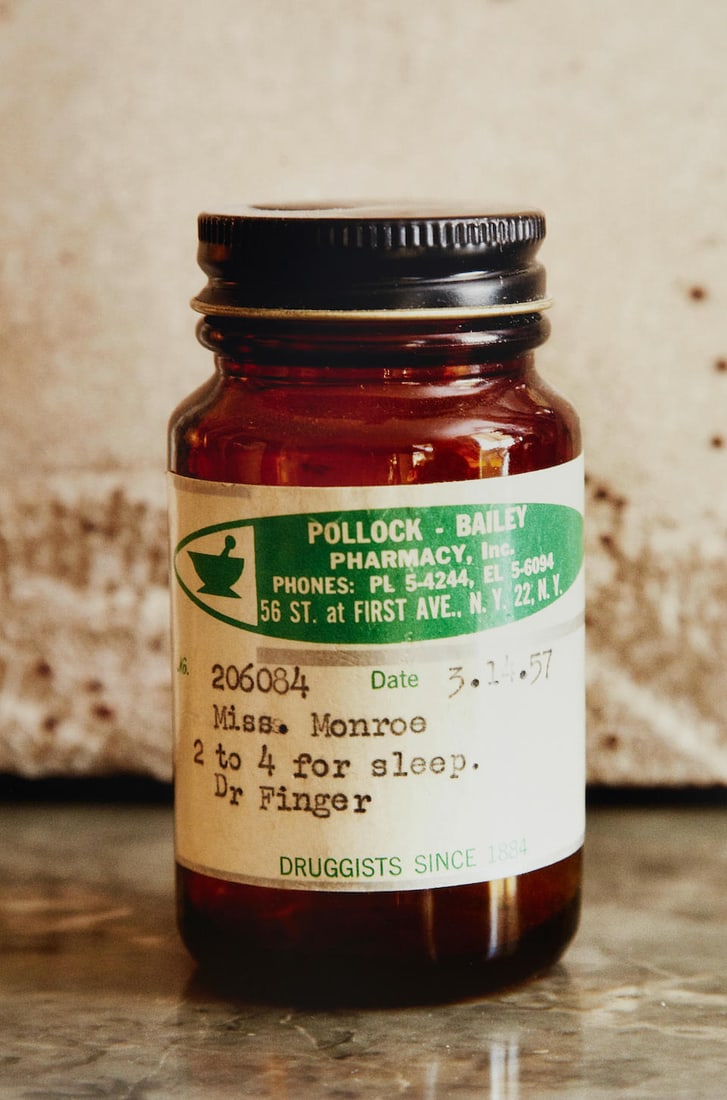 POLLOCK - BAILEY
PHARMACY, Inc.
PHONES: PL 5-4244, EL 5-6094
56 ST. at FIRST AVE., N. Y. 22, N. Y.
No. 206084 Date 3.14.57
Miss. Monroe
2 to 4 for sleep.
Dr Finger
DRUGGISTS SINCE 1884